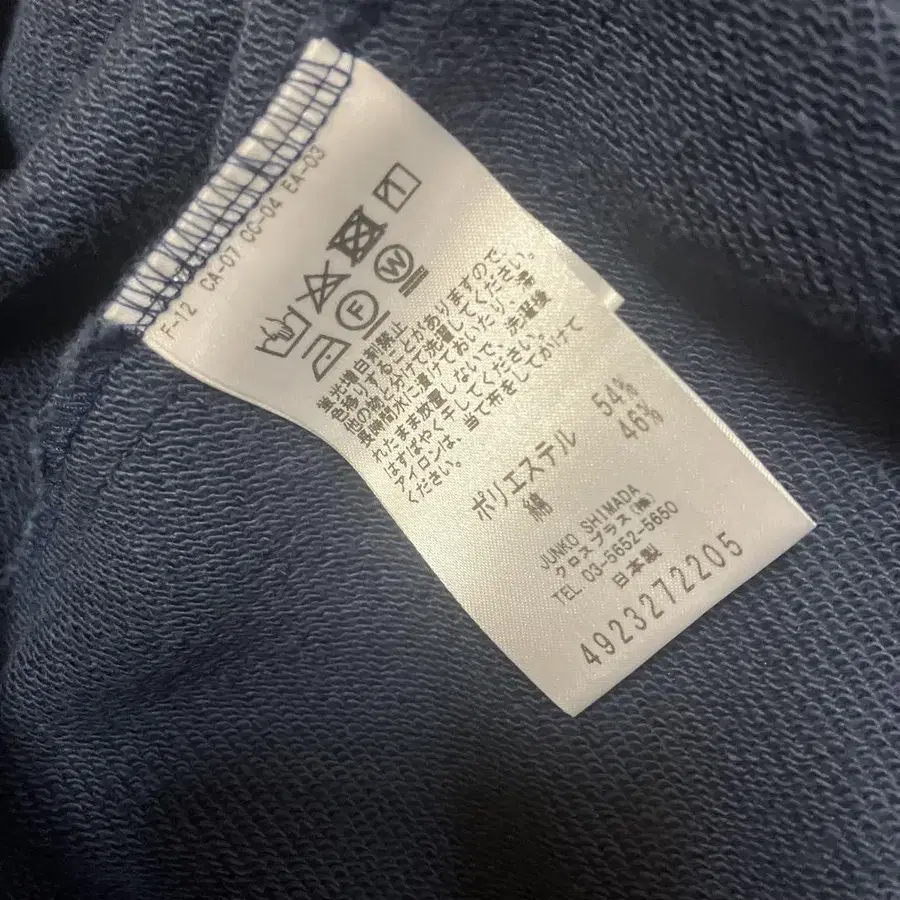 F-12 CA-07 CC-04 EA-03
F W
蛍光増白剤禁止
色移りすることがありますので
他の物と分けて洗濯してください。
長時間水に漬けておいたり、濡
れたまま放置しないで、洗濯後
はすばやく干してください。
アイロンは、当て布をしてかけて
ください。
ポリエステル 54%
綿 46%
JUNKO SHIMADA
クロスプラス(株)
TEL. 03-5652-5650
日本製
4923272205